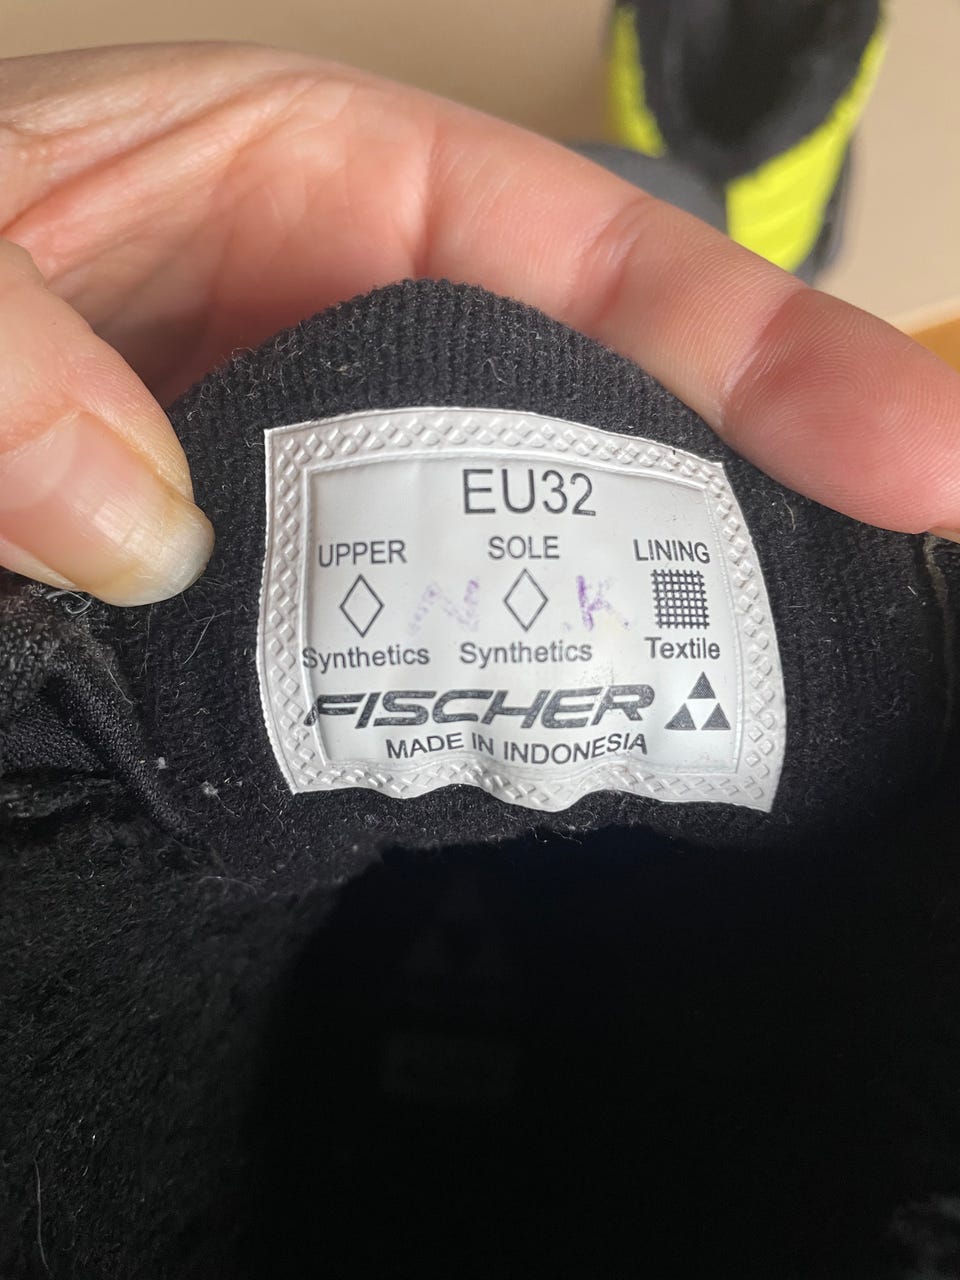 EU32
UPPER SOLE LINING
K
Synthetics Synthetics Textile
FISCHER
MADE IN INDONESIA